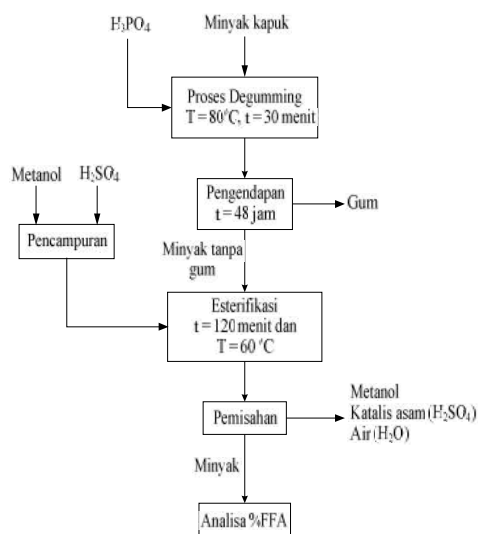 H₃PO₄
Minyak kapuk
Proses Degumming
T = 80°C, t = 30 menit
Metanol
H₂SO₄
Pengendapan
t = 48 jam
Gum
Pencampuran
Minyak tanpa
gum
Esterifikasi
t = 120 menit dan
T = 60 °C
Pemisahan
Metanol
Katalis asam (H₂SO₄)
Air (H₂O)
Minyak
Analisa %FFA